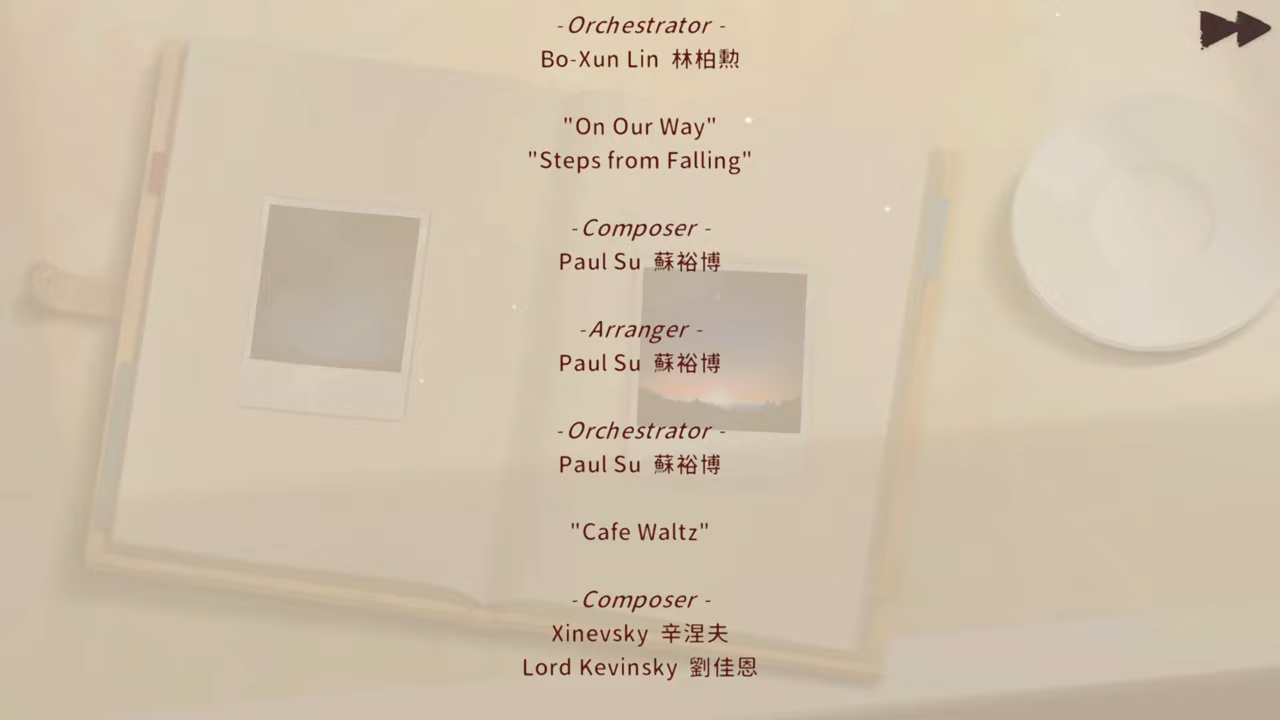 -Orchestrator -
Bo-Xun Lin 林柏勲
"On Our Way"
"Steps from Falling"
-Composer -
Paul Su 蘇裕博
-Arranger -
Paul Su 蘇裕博
-Orchestrator -
Paul Su 蘇裕博
"Cafe Waltz"
-Composer -
Xinevsky 辛涅夫
Lord Kevinsky 劉佳恩